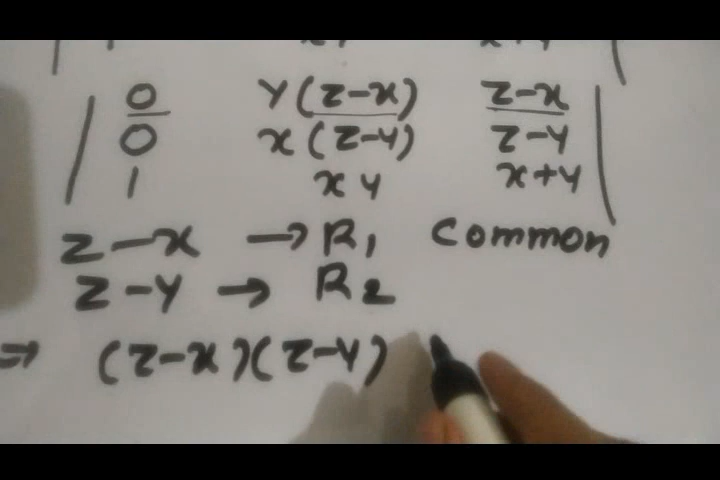 0 y(z-x) z-x
0 x(z-y) z-y
1 xy x+y
z-x → R1 common
z-y → R2
⇒ (z-x)(z-y)